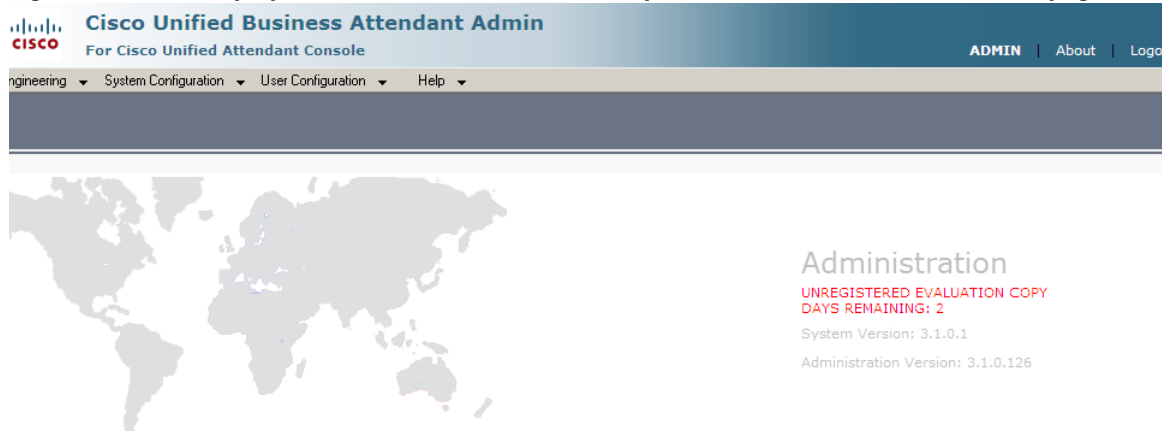 Cisco Unified Business Attendant Admin
CISCO
For Cisco Unified Attendant Console
ADMIN | About | Logo
ngineering System Configuration User Configuration Help
Administration
UNREGISTERED EVALUATION COPY
DAYS REMAINING: 2
System Version: 3.1.0.1
Administration Version: 3.1.0.126